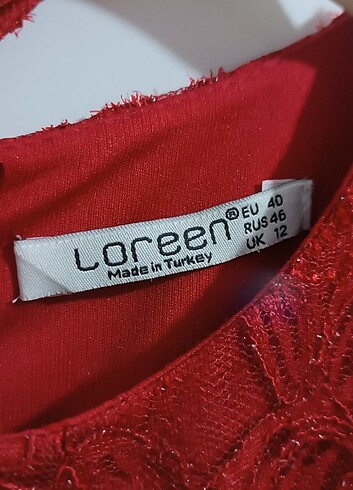 Loreen®
Made in Turkey
EU 40
RUS 46
UK 12